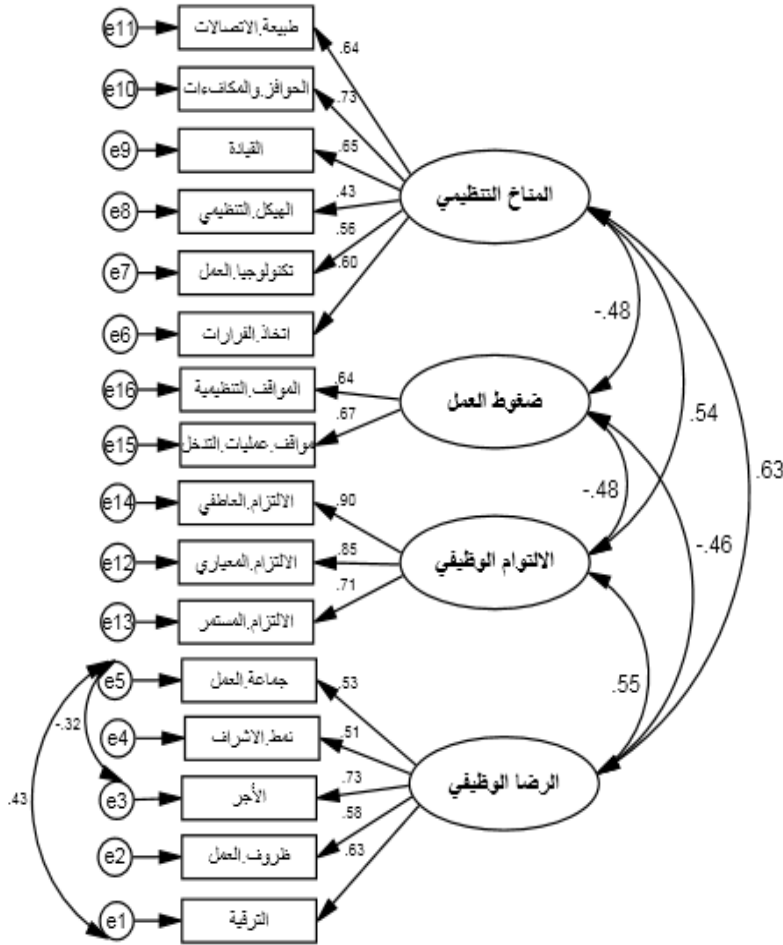 e11
طبيعة.الاتصالات
.64
e10
الحوافز.والمكافءات
.73
e9
القيادة
.65
المناخ التنظيمي
e8
الهيكل.التنظيمي
.43
e7
تكنولوجيا.العمل
.56
e6
اتخاذ.القرارات
.60
-.48
e16
المواقف.التنظيمية
.64
ضغوط العمل
e15
مواقف.عمليات.التدخل
.67
.54
.63
-.48
e14
الالتزام.العاطفي
.90
-.46
e12
الالتزام.المعياري
.85
الالتوام الوظيفي
e13
الالتزام.المستمر
.71
.55
e5
جماعة.العمل
.53
-.32
e4
نمط.الاشراف
.51
e3
الأجر
.73
الرضا الوظيفي
.43
e2
ظروف.العمل
.58
e1
الترقية
.63